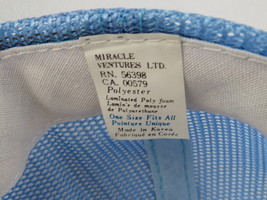 MIRACLE
VENTURES LTD.
RN. 56398
CA. 00579
Polyester
Laminated Poly foam
Lamin's de mousse
de Polyurethane
One Size Fits All
Pointure Unique
Made in Korea
Fabriqué en Corée